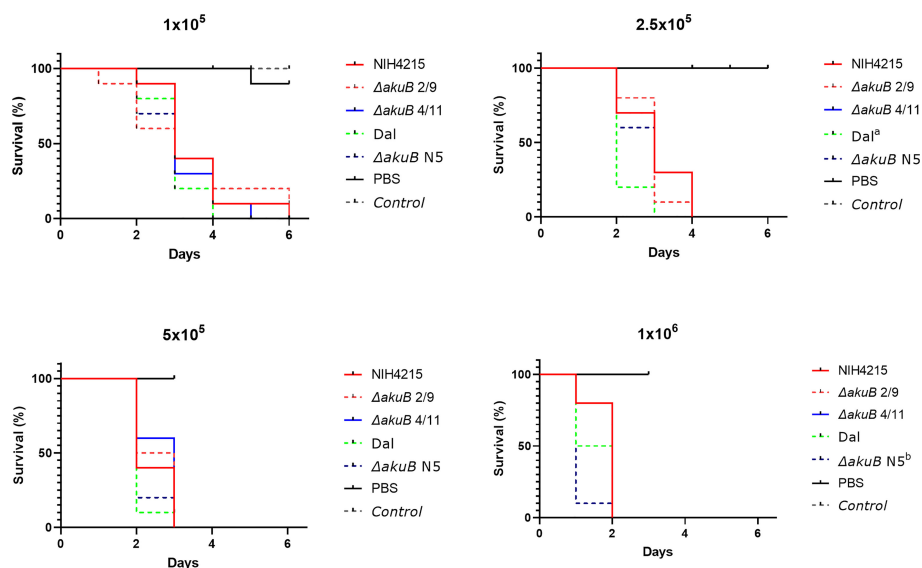 1x10⁵
Survival (%)
100
50
0
0 2 4 6
Days
NIH4215
ΔakuB 2/9
ΔakuB 4/11
Dal
ΔakuB N5
PBS
Control
2.5x10⁵
Survival (%)
100
50
0
0 2 4 6
Days
NIH4215
ΔakuB 2/9
ΔakuB 4/11
Dalᵃ
ΔakuB N5
PBS
Control
5x10⁵
Survival (%)
100
50
0
0 2 4 6
Days
NIH4215
ΔakuB 2/9
ΔakuB 4/11
Dal
ΔakuB N5
PBS
Control
1x10⁶
Survival (%)
100
50
0
0 2 4 6
Days
NIH4215
ΔakuB 2/9
ΔakuB 4/11
Dal
ΔakuB N5ᵇ
PBS
Control